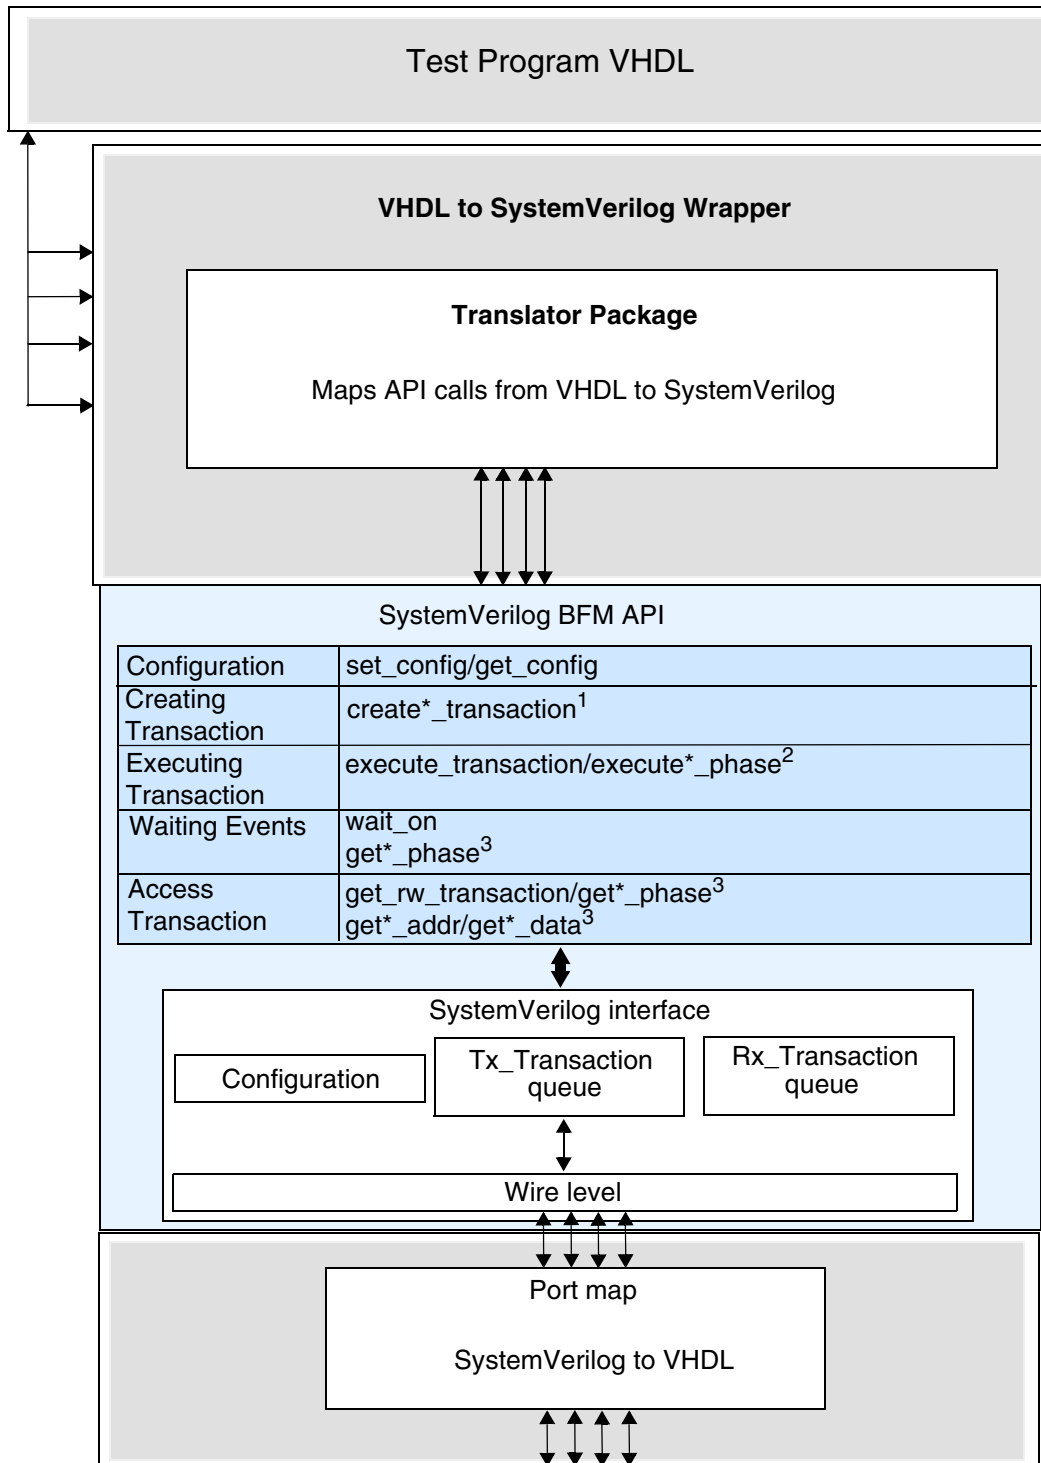 Test Program VHDL
VHDL to SystemVerilog Wrapper
Translator Package
Maps API calls from VHDL to SystemVerilog
SystemVerilog BFM API
Configuration set_config/get_config
Creating
Transaction
create*_transaction1
Executing
Transaction
execute_transaction/execute*_phase2
Waiting Events
wait_on
get*_phase3
Access
Transaction
get_rw_transaction/get*_phase3
get*_addr/get*_data3
SystemVerilog interface
Configuration
Tx_Transaction
queue
Rx_Transaction
queue
Wire level
Port map
SystemVerilog to VHDL